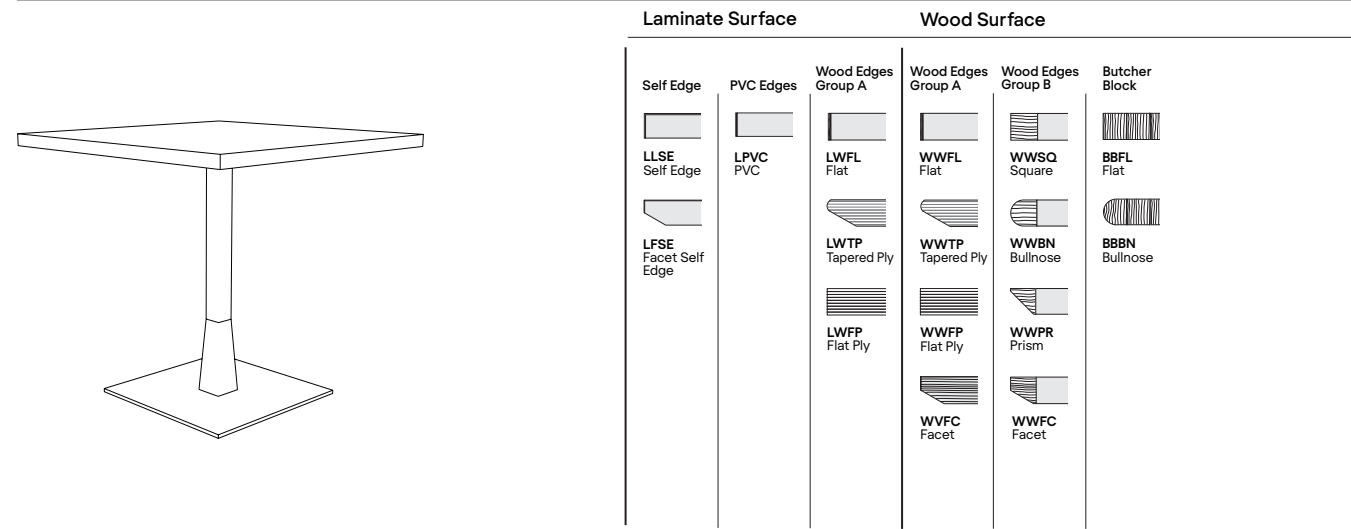 Laminate Surface
Wood Surface
Self Edge
LLSE
Self Edge
LFSE
Facet Self
Edge
PVC Edges
LPVC
PVC
Wood Edges
Group A
LWFL
Flat
LWTP
Tapered Ply
LWFP
Flat Ply
Wood Edges
Group A
WWFL
Flat
WWTP
Tapered Ply
WWFP
Flat Ply
WVFC
Facet
Wood Edges
Group B
WWSQ
Square
WWBN
Bullnose
WWPR
Prism
WWFC
Facet
Butcher
Block
BBFL
Flat
BBBN
Bullnose